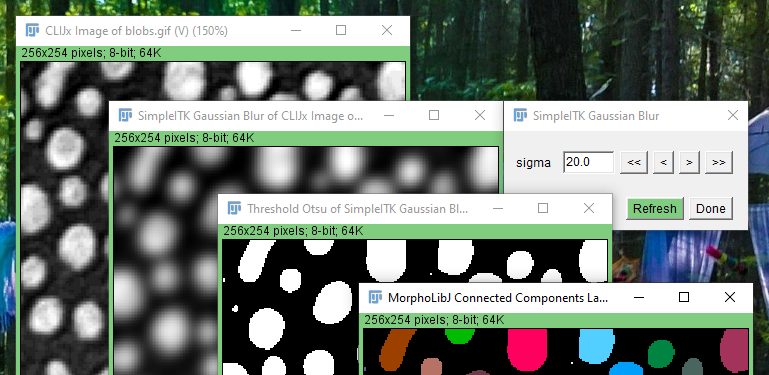 CLIJx Image of blobs.gif (V) (150%)
256x254 pixels; 8-bit; 64K
SimpleITK Gaussian Blur of CLIJx Image o...
256x254 pixels; 8-bit; 64K
SimpleITK Gaussian Blur
sigma 20.0 << < > >>
Refresh Done
Threshold Otsu of SimpleITK Gaussian Bl...
256x254 pixels; 8-bit; 64K
MorphoLibJ Connected Components La...
256x254 pixels; 8-bit; 64K